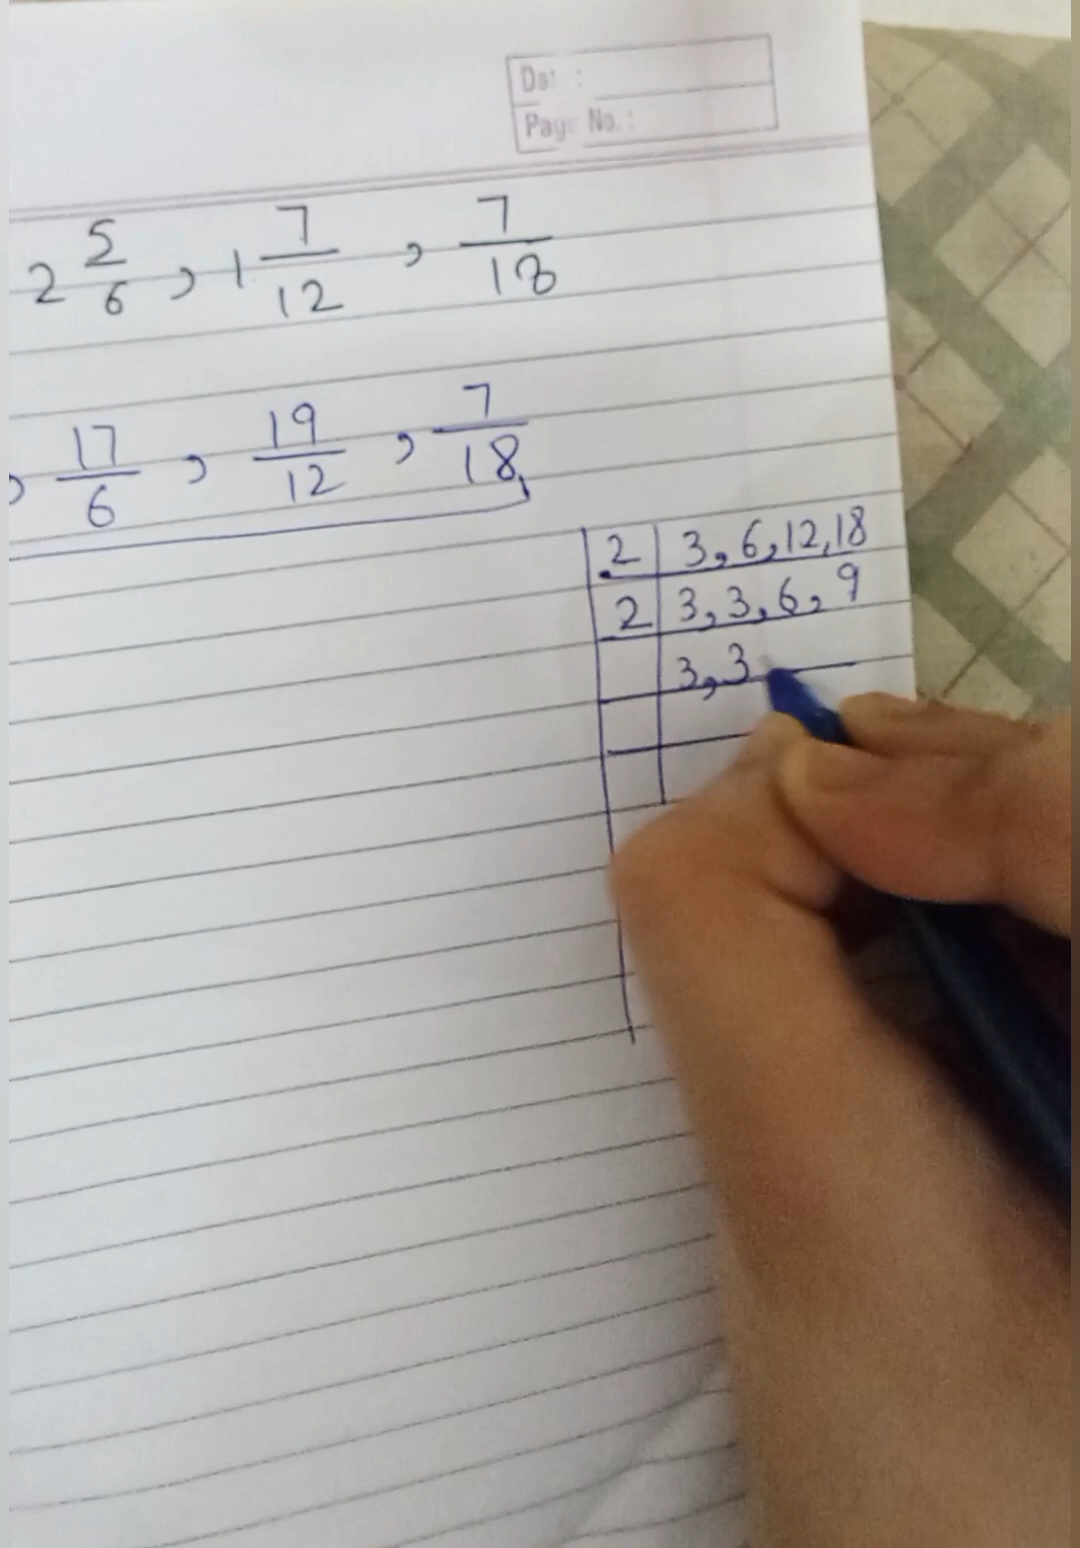 Dat :
Page No. :
2 5/6 , 1 7/12 , 7/18
, 17/6 , 19/12 , 7/18
2 | 3, 6, 12, 18
2 | 3, 3, 6, 9
3, 3